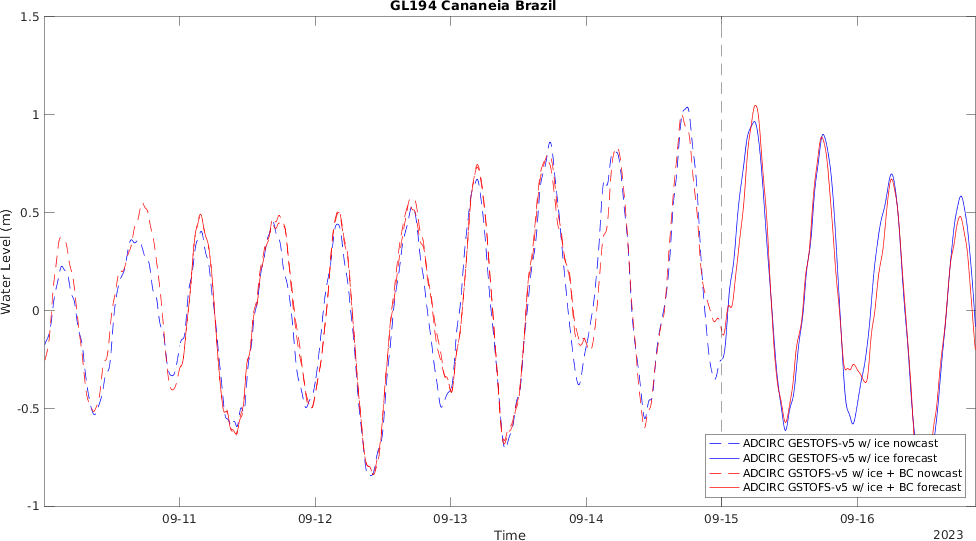 GL194 Cananeia Brazil
1.5
1
0.5
0
-0.5
-1
Water Level (m)
09-11
09-12
09-13
09-14
09-15
09-16
Time
2023
ADCIRC GESTOFS-v5 w/ ice nowcast
ADCIRC GESTOFS-v5 w/ ice forecast
ADCIRC GSTOFS-v5 w/ ice + BC nowcast
ADCIRC GSTOFS-v5 w/ ice + BC forecast